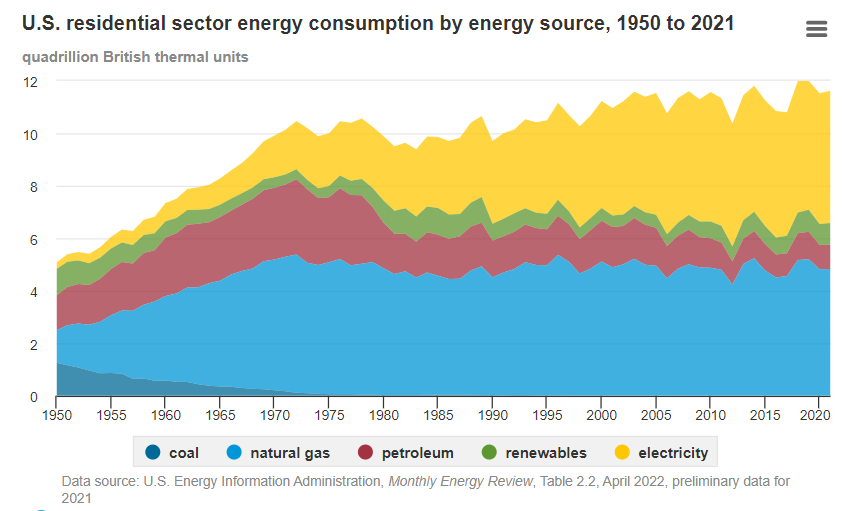 U.S. residential sector energy consumption by energy source, 1950 to 2021
quadrillion British thermal units
12
10
8
6
4
2
0
1950 1955 1960 1965 1970 1975 1980 1985 1990 1995 2000 2005 2010 2015 2020
coal natural gas petroleum renewables electricity
Data source: U.S. Energy Information Administration, Monthly Energy Review, Table 2.2, April 2022, preliminary data for
2021